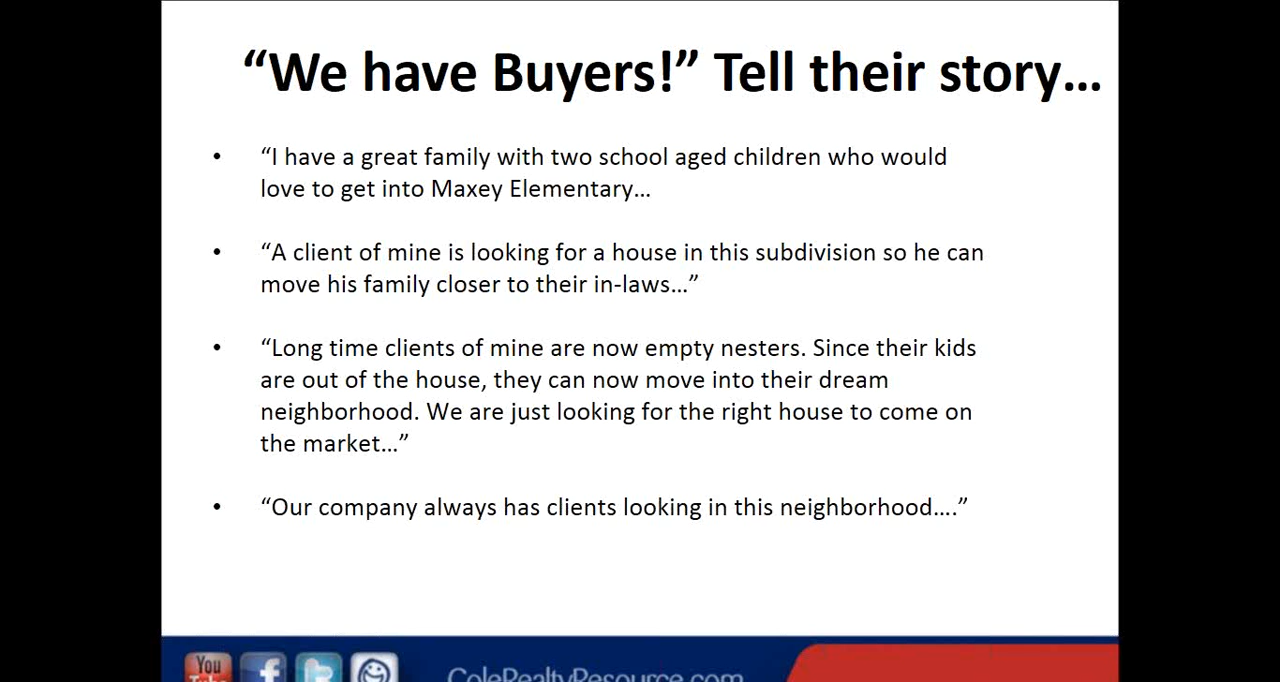 “We have Buyers!” Tell their story…
• “I have a great family with two school aged children who would
love to get into Maxey Elementary…
• “A client of mine is looking for a house in this subdivision so he can
move his family closer to their in-laws…”
• “Long time clients of mine are now empty nesters. Since their kids
are out of the house, they can now move into their dream
neighborhood. We are just looking for the right house to come on
the market…”
• “Our company always has clients looking in this neighborhood….”
You
Tube
ColeRealtyResource.com